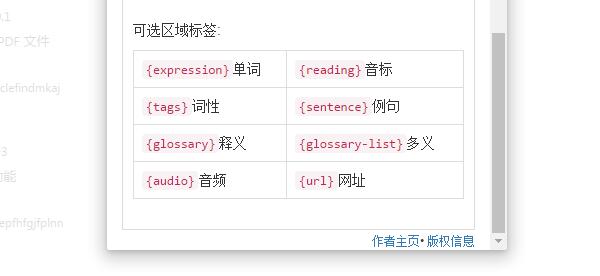 0.1
PDF 文件
可选区域标签:
{expression} 单词 {reading} 音标
clefindmkaj
{tags} 词性 {sentence} 例句
{glossary} 释义 {glossary-list} 多义
3
功能
{audio} 音频 {url} 网址
epfhfgjfplnn
作者主页• 版权信息